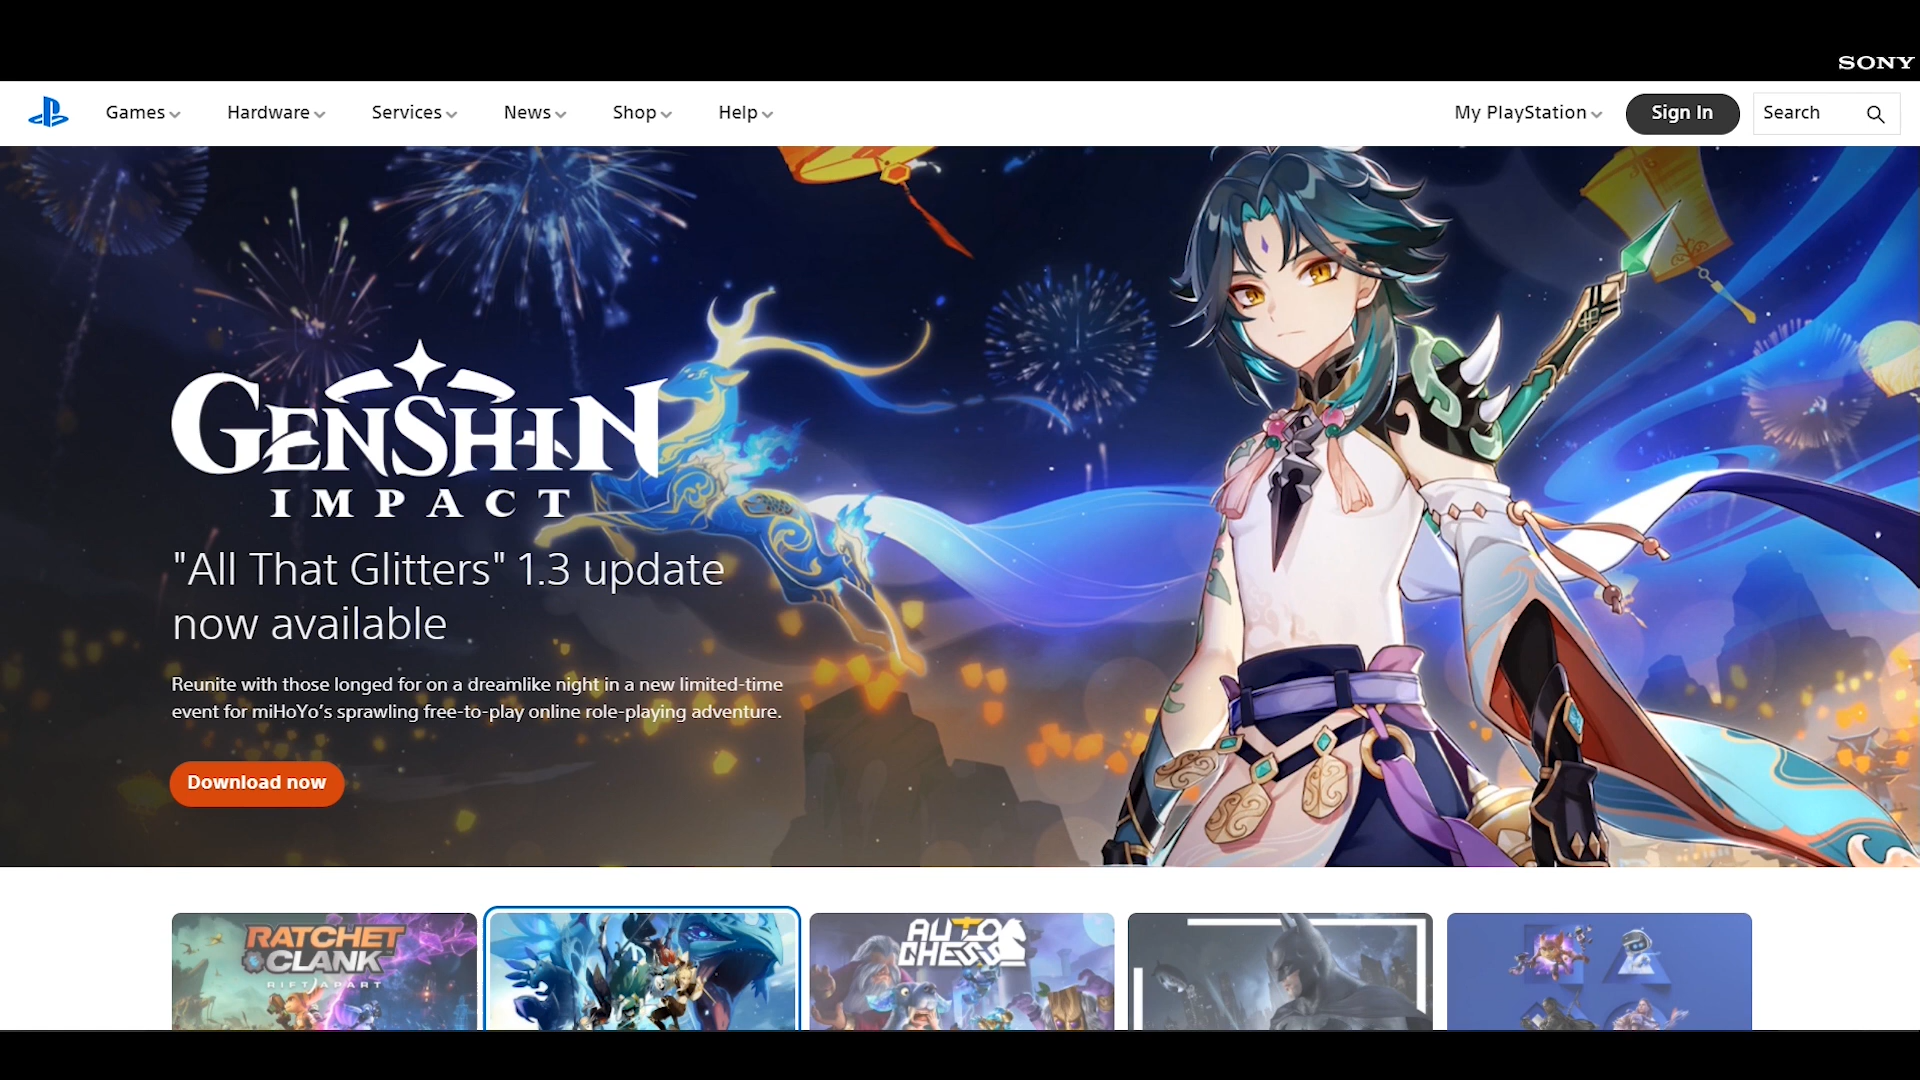 SONY
Games
Hardware
Services
News
Shop
Help
My PlayStation
Sign In
Search
GENSHIN
IMPACT
"All That Glitters" 1.3 update
now available
Reunite with those longed for on a dreamlike night in a new limited-time
event for miHoYo’s sprawling free-to-play online role-playing adventure.
Download now
RATCHET
CLANK
RIFT APART
AUTO
CHESS